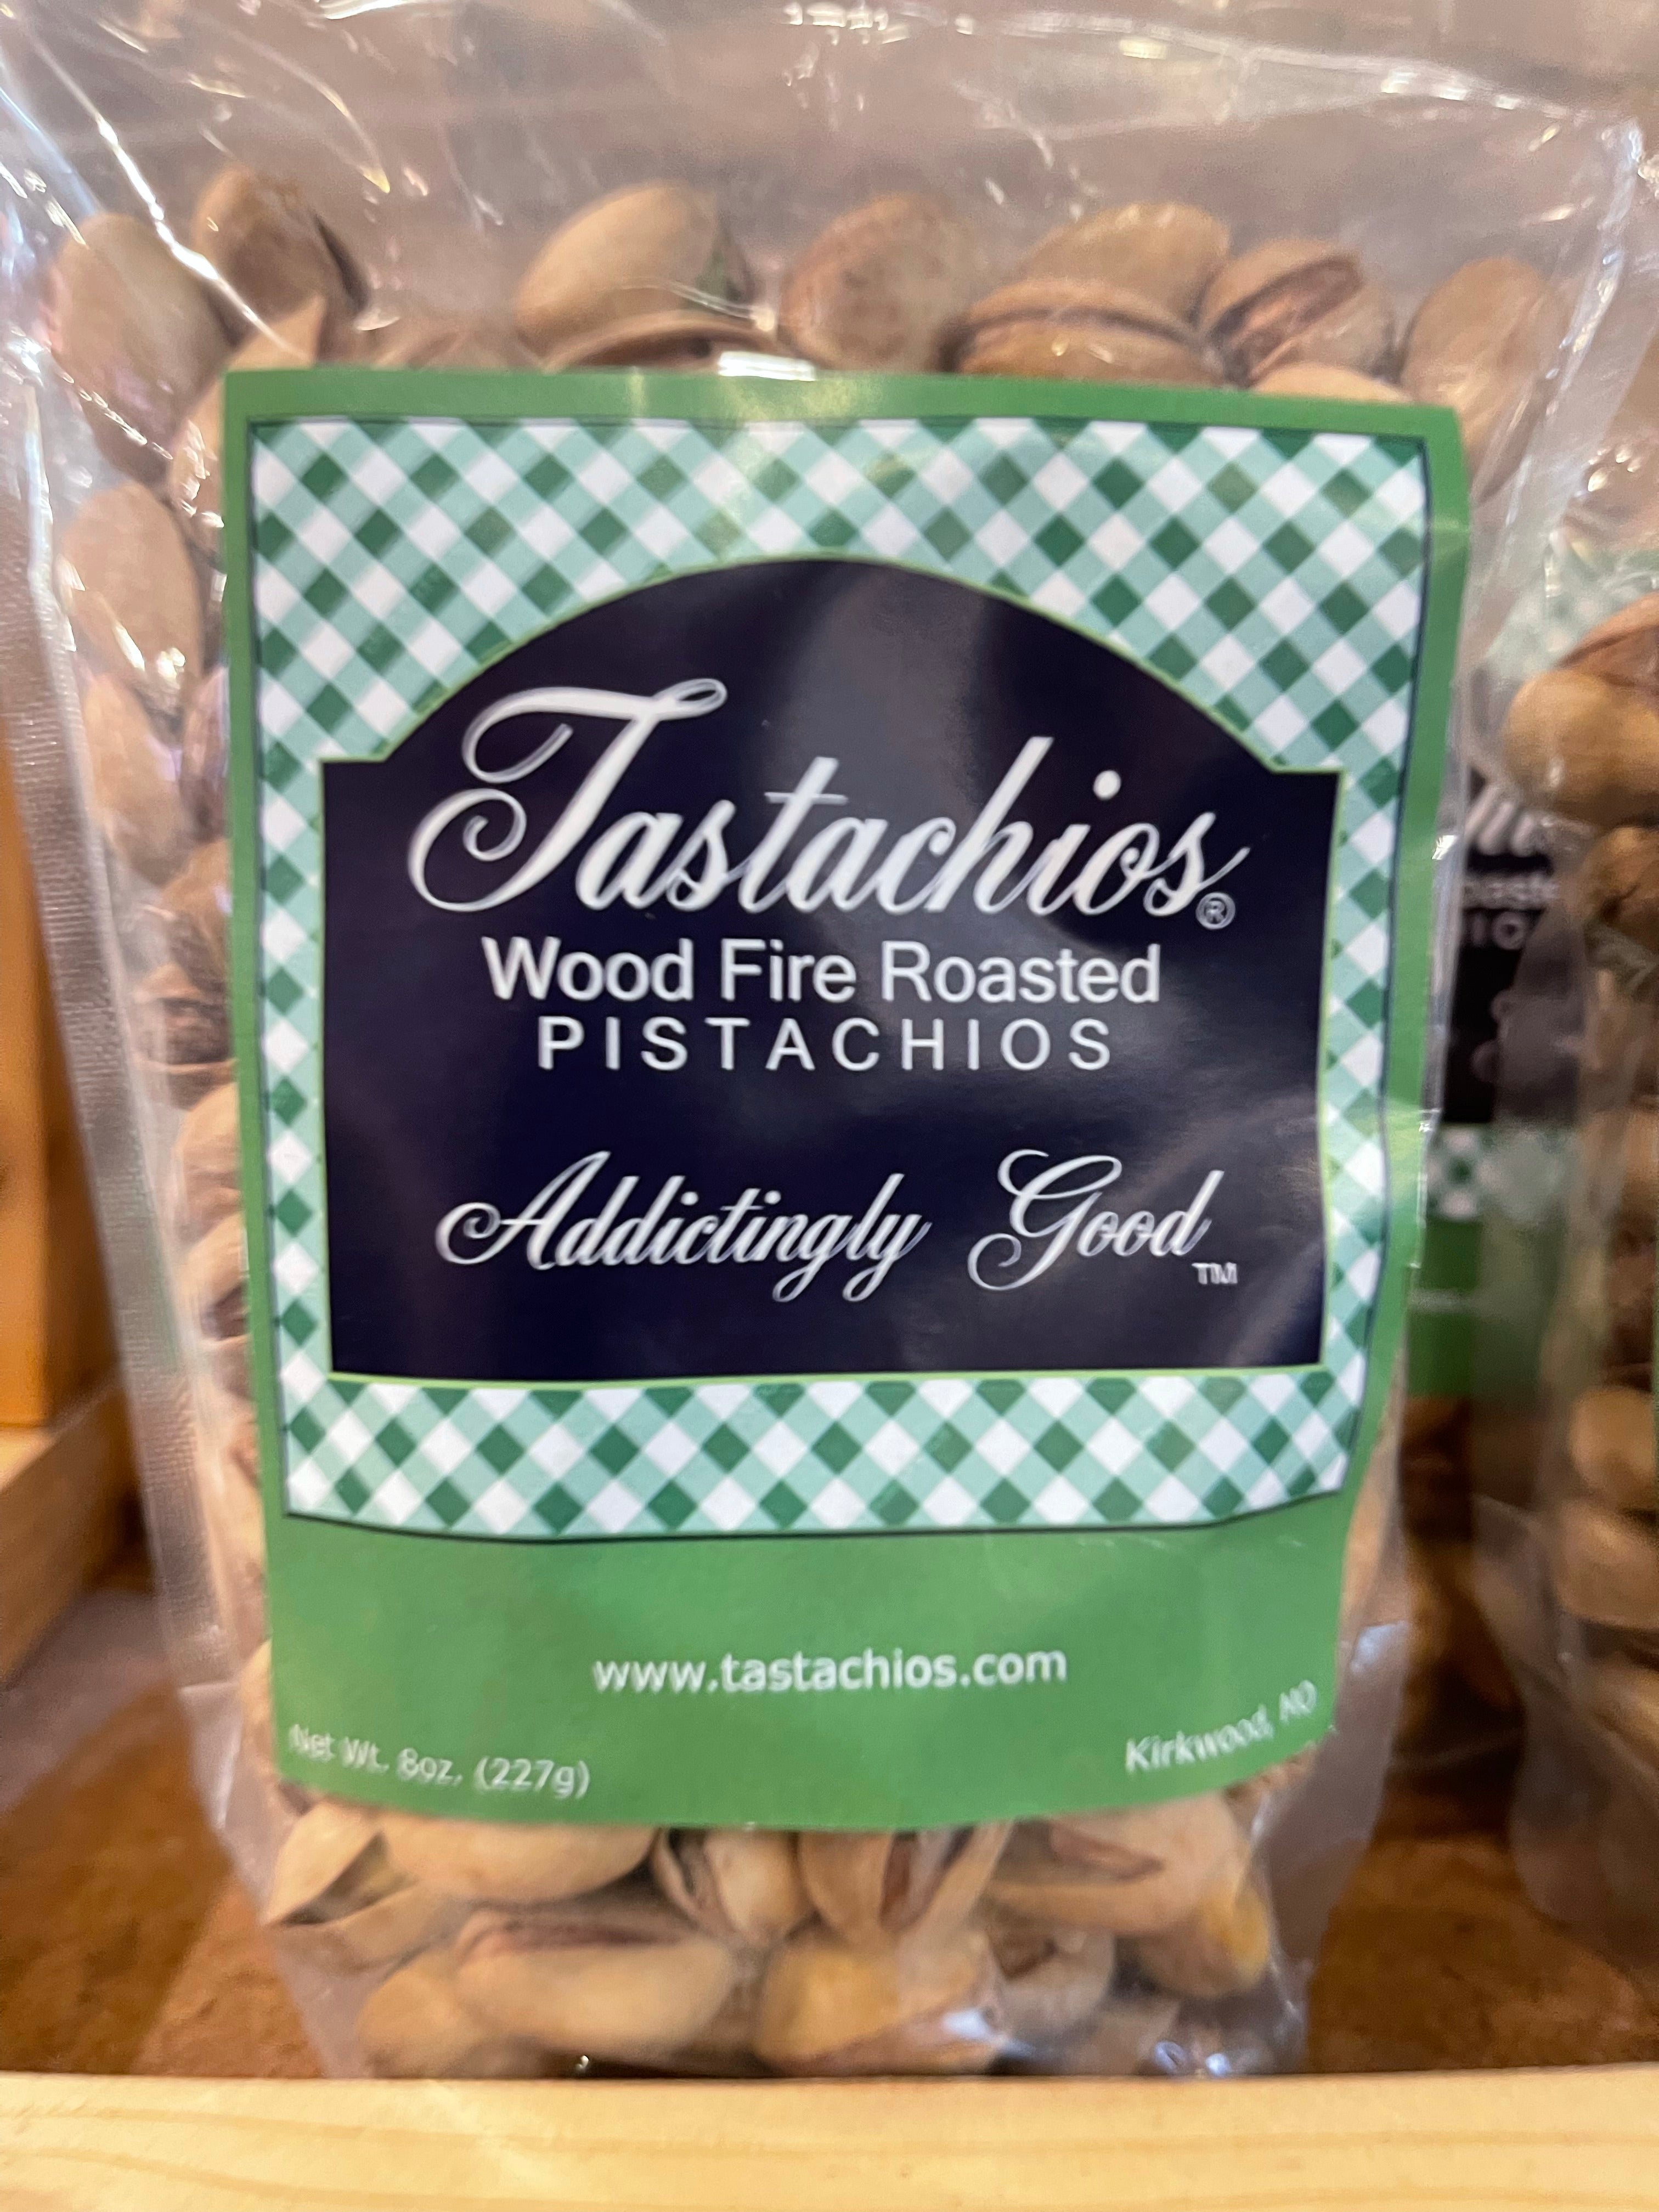 Tastachios®
Wood Fire Roasted
PISTACHIOS
Addictingly Good™
www.tastachios.com
Net Wt. 8oz. (227g)
Kirkwood, MO